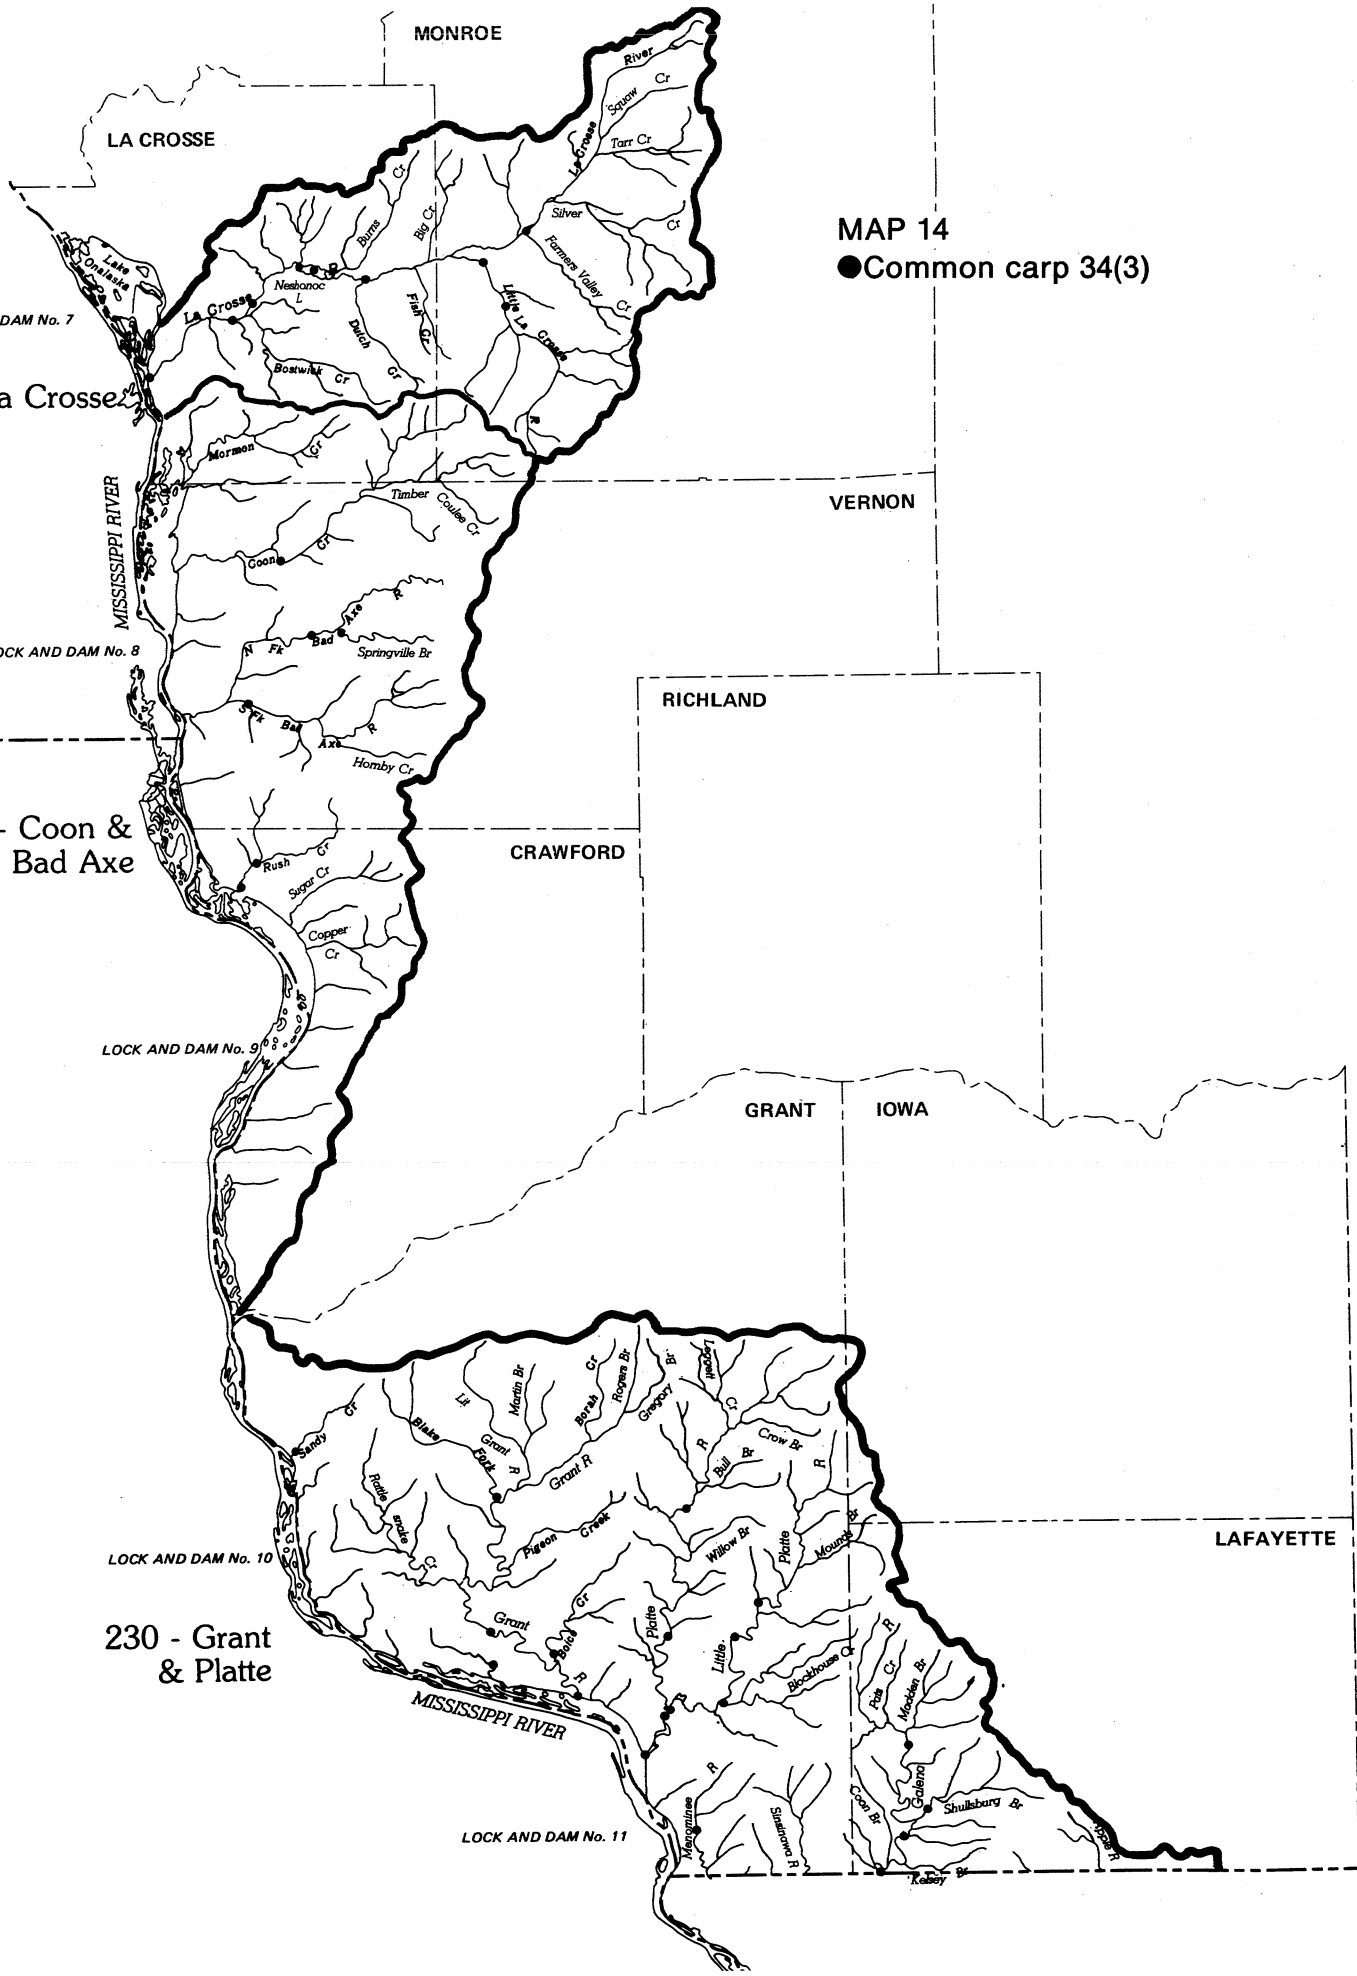 MONROE
River
Cr
Squaw
LA CROSSE
La Crosse
Tarr Cr
Cr
Burns
Big Cr
Silver
Cr
MAP 14
●Common carp 34(3)
Lake
Onalaska
Farmers Valley
Cr
R
Neshonoc
L
La Crosse
Fish
Cr
Little La Crosse
R
DAM No. 7
Dutch
Cr
Bostwick
Cr
a Crosse
Mormon
Cr
MISSISSIPPI RIVER
Timber
Coulee Cr
VERNON
Coon
Cr
Axe
R
N
Fk
Bad
Springville Br
OCK AND DAM No. 8
RICHLAND
S Fk
Bad
Axe
R
Hornby Cr
- Coon &
Bad Axe
CRAWFORD
Rush
Cr
Sugar Cr
Copper
Cr
LOCK AND DAM No. 9
GRANT
IOWA
Leggett
Cr
Martin Br
Lit
Grant
R
Borah
Cr
Rogers Br
Gregory
Br
Sandy
Cr
Blake
Fork
Crow Br
R
Bull
Br
R
Grant R
Rattle
snake
Cr
Pigeon
Creek
Willow Br
Platte
Mounds
Br
LAFAYETTE
LOCK AND DAM No. 10
Grant
Boice
Cr
R
Platte
Little
R
230 - Grant
& Platte
Blockhouse Cr
R
Pats
Cr
Madden Br
MISSISSIPPI RIVER
R
Menominee
Sinsinawa R
Coon Br
Galena
Shullsburg
Br
Apple R
LOCK AND DAM No. 11
Kelsey
Br